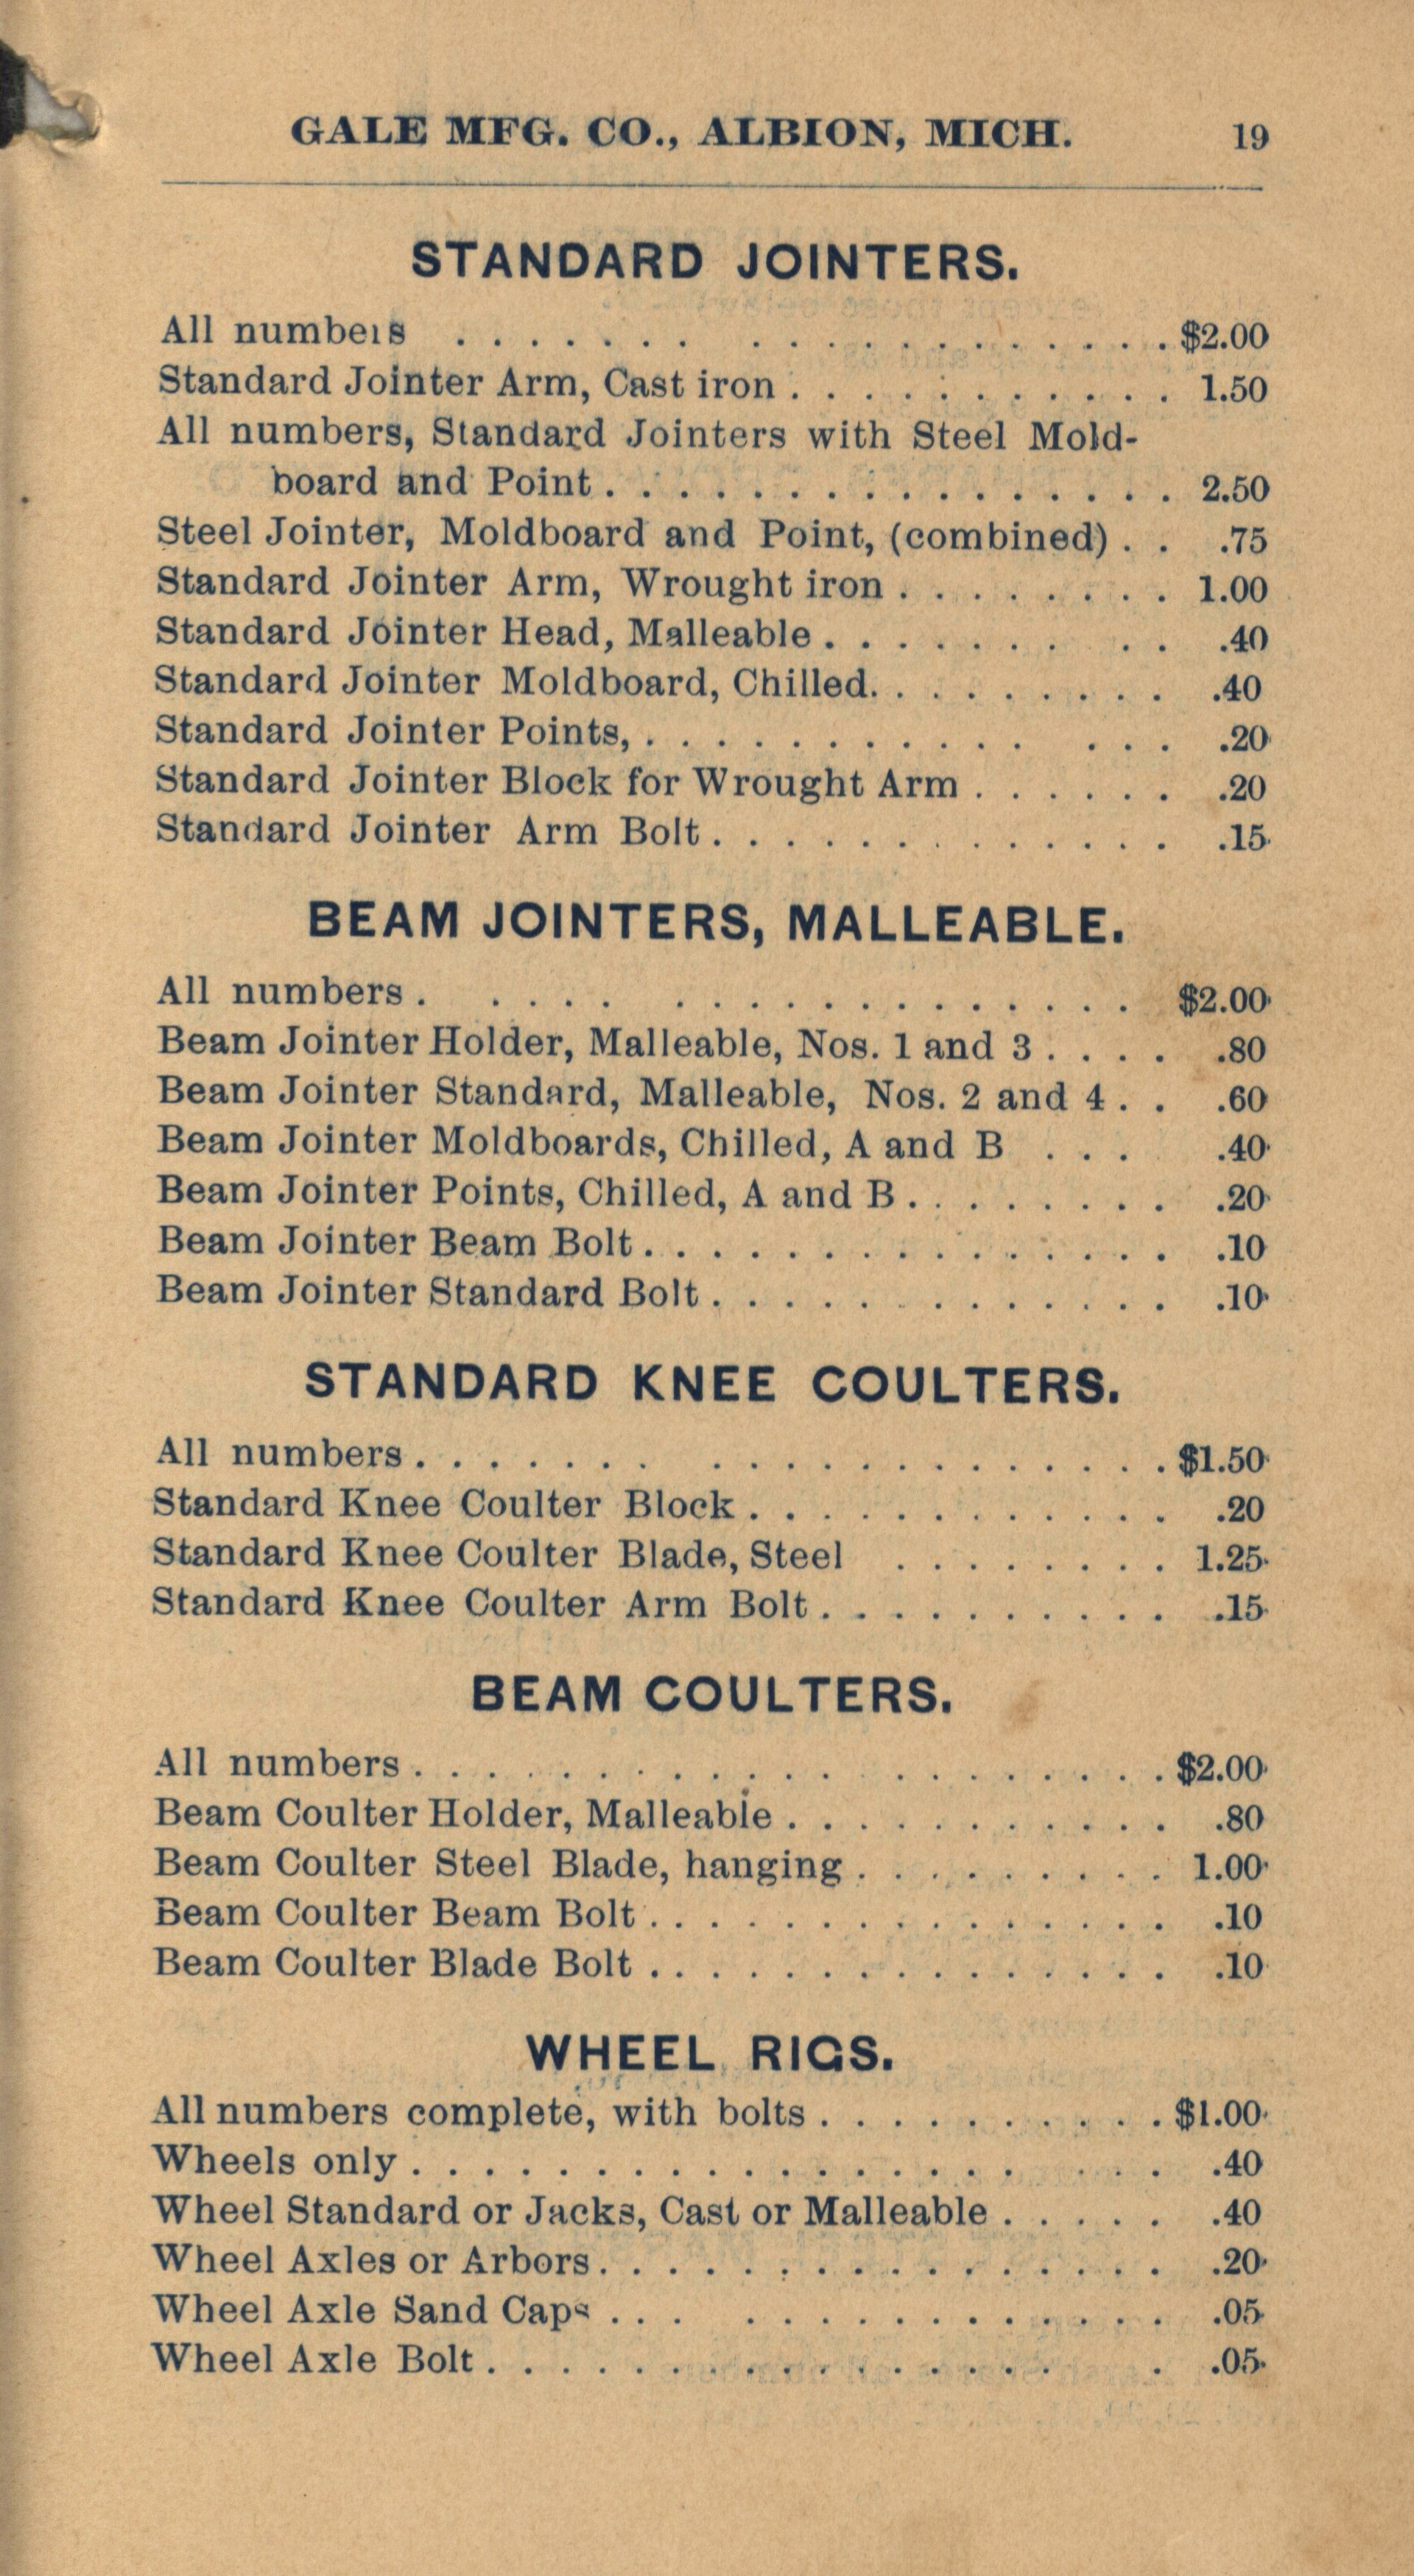 GALE MFG. CO., ALBION, MICH. 19
STANDARD JOINTERS.
All numbers . . . . . . . . . . . . . . . . . . $2.00
Standard Jointer Arm, Cast iron . . . . . . . . . . . 1.50
All numbers, Standard Jointers with Steel Mold-
board and Point . . . . . . . . . . . . . . . . 2.50
Steel Jointer, Moldboard and Point, (combined) . . .75
Standard Jointer Arm, Wrought iron . . . . . . . . 1.00
Standard Jointer Head, Malleable . . . . . . . . . .40
Standard Jointer Moldboard, Chilled. . . . . . . . . .40
Standard Jointer Points, . . . . . . . . . . . . . . .20
Standard Jointer Block for Wrought Arm . . . . . . .20
Standard Jointer Arm Bolt . . . . . . . . . . . . . .15
BEAM JOINTERS, MALLEABLE.
All numbers . . . . . . . . . . . . . . . . . . $2.00
Beam Jointer Holder, Malleable, Nos. 1 and 3 . . . . .80
Beam Jointer Standard, Malleable, Nos. 2 and 4 . . .60
Beam Jointer Moldboards, Chilled, A and B . . . .40
Beam Jointer Points, Chilled, A and B . . . . . . . . .20
Beam Jointer Beam Bolt . . . . . . . . . . . . . . . .10
Beam Jointer Standard Bolt . . . . . . . . . . . . . .10
STANDARD KNEE COULTERS.
All numbers . . . . . . . . . . . . . . . . . . . . $1.50
Standard Knee Coulter Block . . . . . . . . . . . . .20
Standard Knee Coulter Blade, Steel . . . . . . . . 1.25
Standard Knee Coulter Arm Bolt . . . . . . . . . . .15
BEAM COULTERS.
All numbers . . . . . . . . . . . . . . . . . . . . $2.00
Beam Coulter Holder, Malleable . . . . . . . . . . . .80
Beam Coulter Steel Blade, hanging . . . . . . . . . 1.00
Beam Coulter Beam Bolt . . . . . . . . . . . . . . . .10
Beam Coulter Blade Bolt . . . . . . . . . . . . . . . .10
WHEEL RIGS.
All numbers complete, with bolts . . . . . . . . . . $1.00
Wheels only . . . . . . . . . . . . . . . . . . . . .40
Wheel Standard or Jacks, Cast or Malleable . . . . . .40
Wheel Axles or Arbors . . . . . . . . . . . . . . . . .20
Wheel Axle Sand Caps . . . . . . . . . . . . . . . .05
Wheel Axle Bolt . . . . . . . . . . . . . . . . . .05